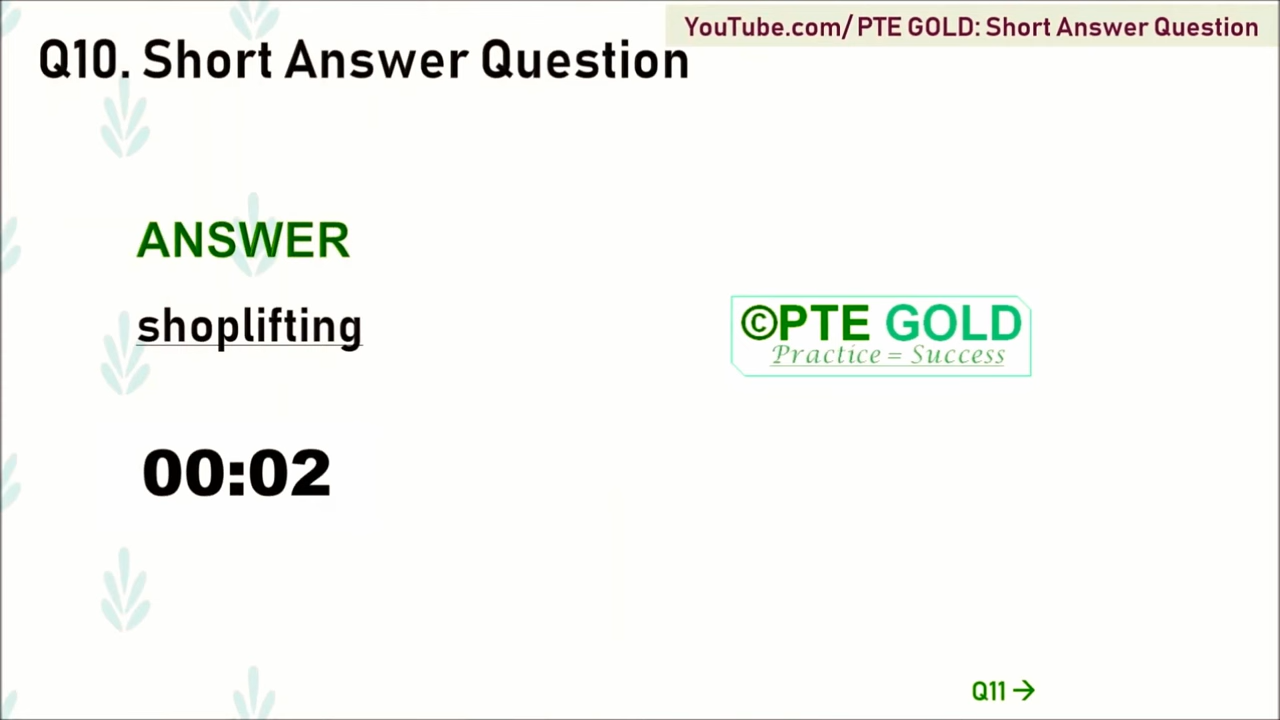 YouTube.com/ PTE GOLD: Short Answer Question
Q10. Short Answer Question
ANSWER
shoplifting
©PTE GOLD
Practice = Success
00:02
Q11 →